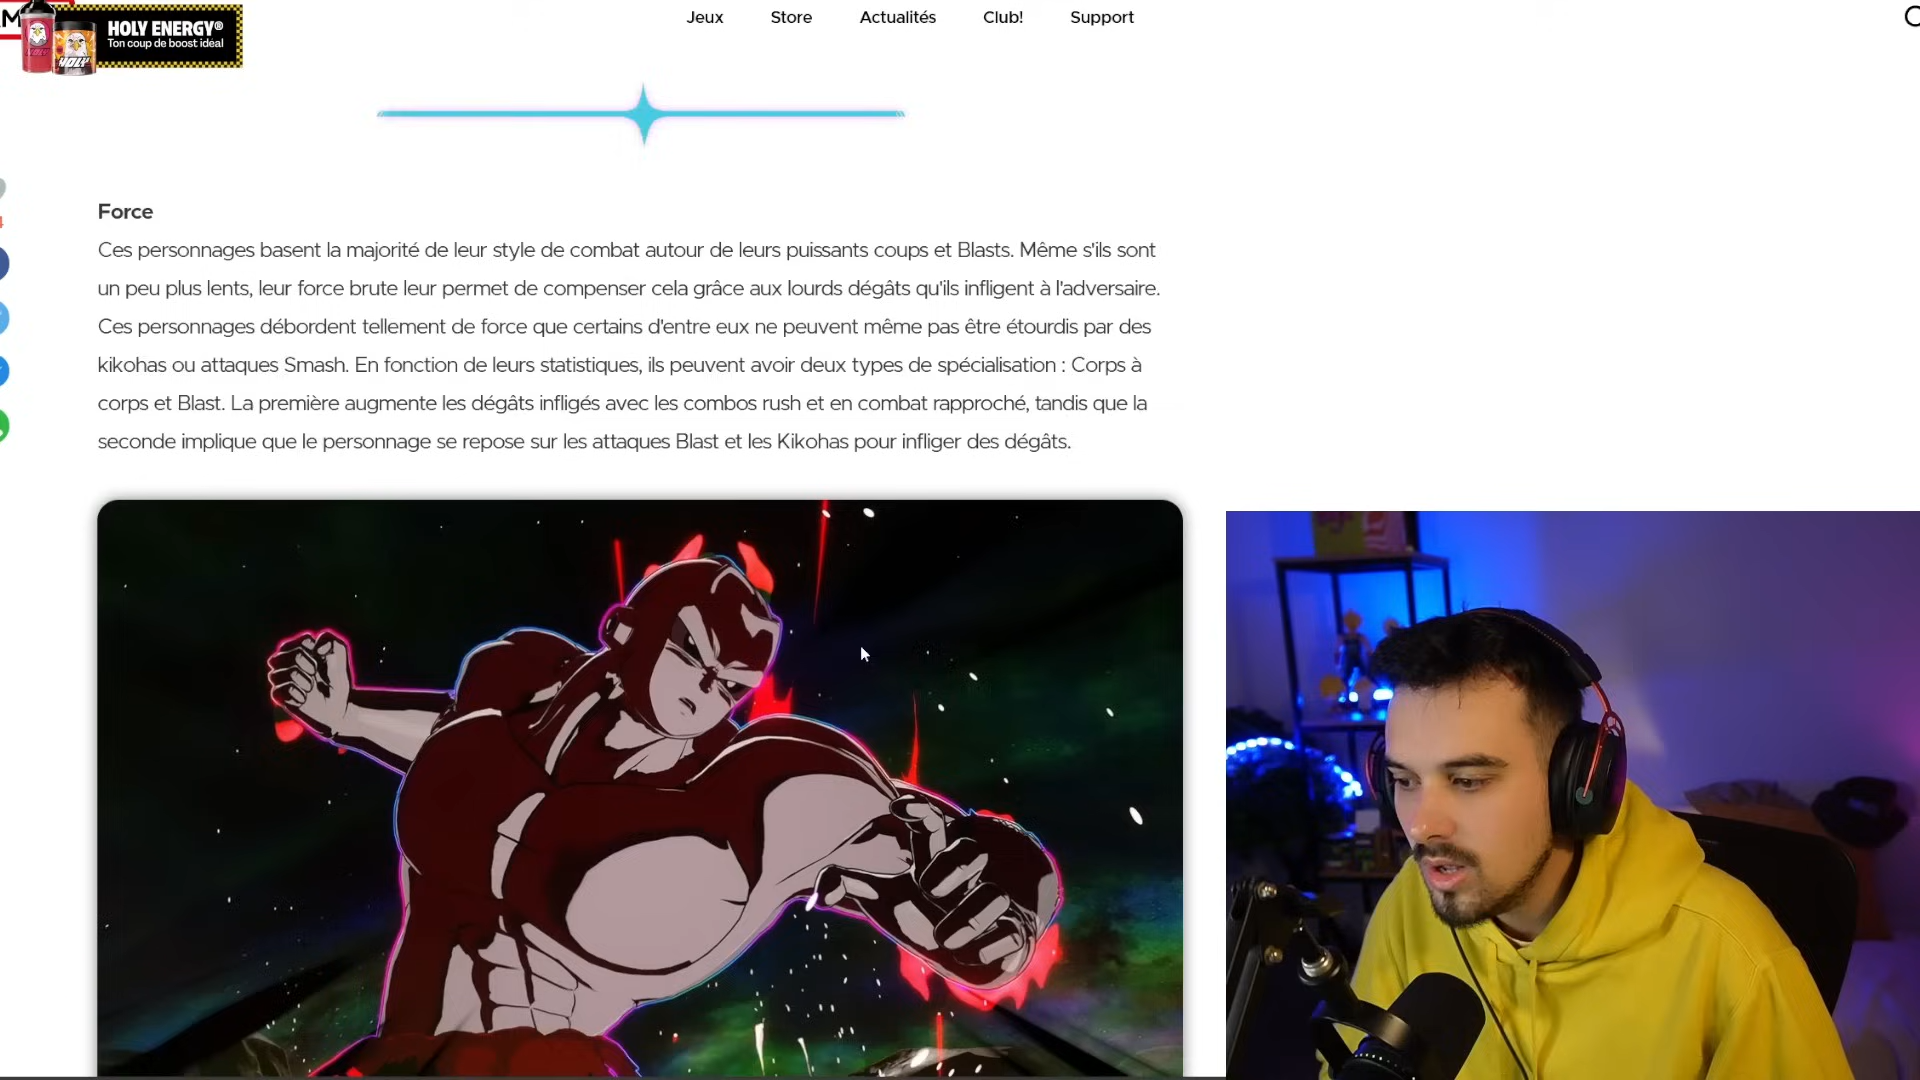 HOLY ENERGY®
Ton coup de boost idéal
HOLY
Jeux
Store
Actualités
Club!
Support
Force
Ces personnages basent la majorité de leur style de combat autour de leurs puissants coups et Blasts. Même s'ils sont
un peu plus lents, leur force brute leur permet de compenser cela grâce aux lourds dégâts qu'ils infligent à l'adversaire.
Ces personnages débordent tellement de force que certains d'entre eux ne peuvent même pas être étourdis par des
kikohas ou attaques Smash. En fonction de leurs statistiques, ils peuvent avoir deux types de spécialisation : Corps à
corps et Blast. La première augmente les dégâts infligés avec les combos rush et en combat rapproché, tandis que la
seconde implique que le personnage se repose sur les attaques Blast et les Kikohas pour infliger des dégâts.